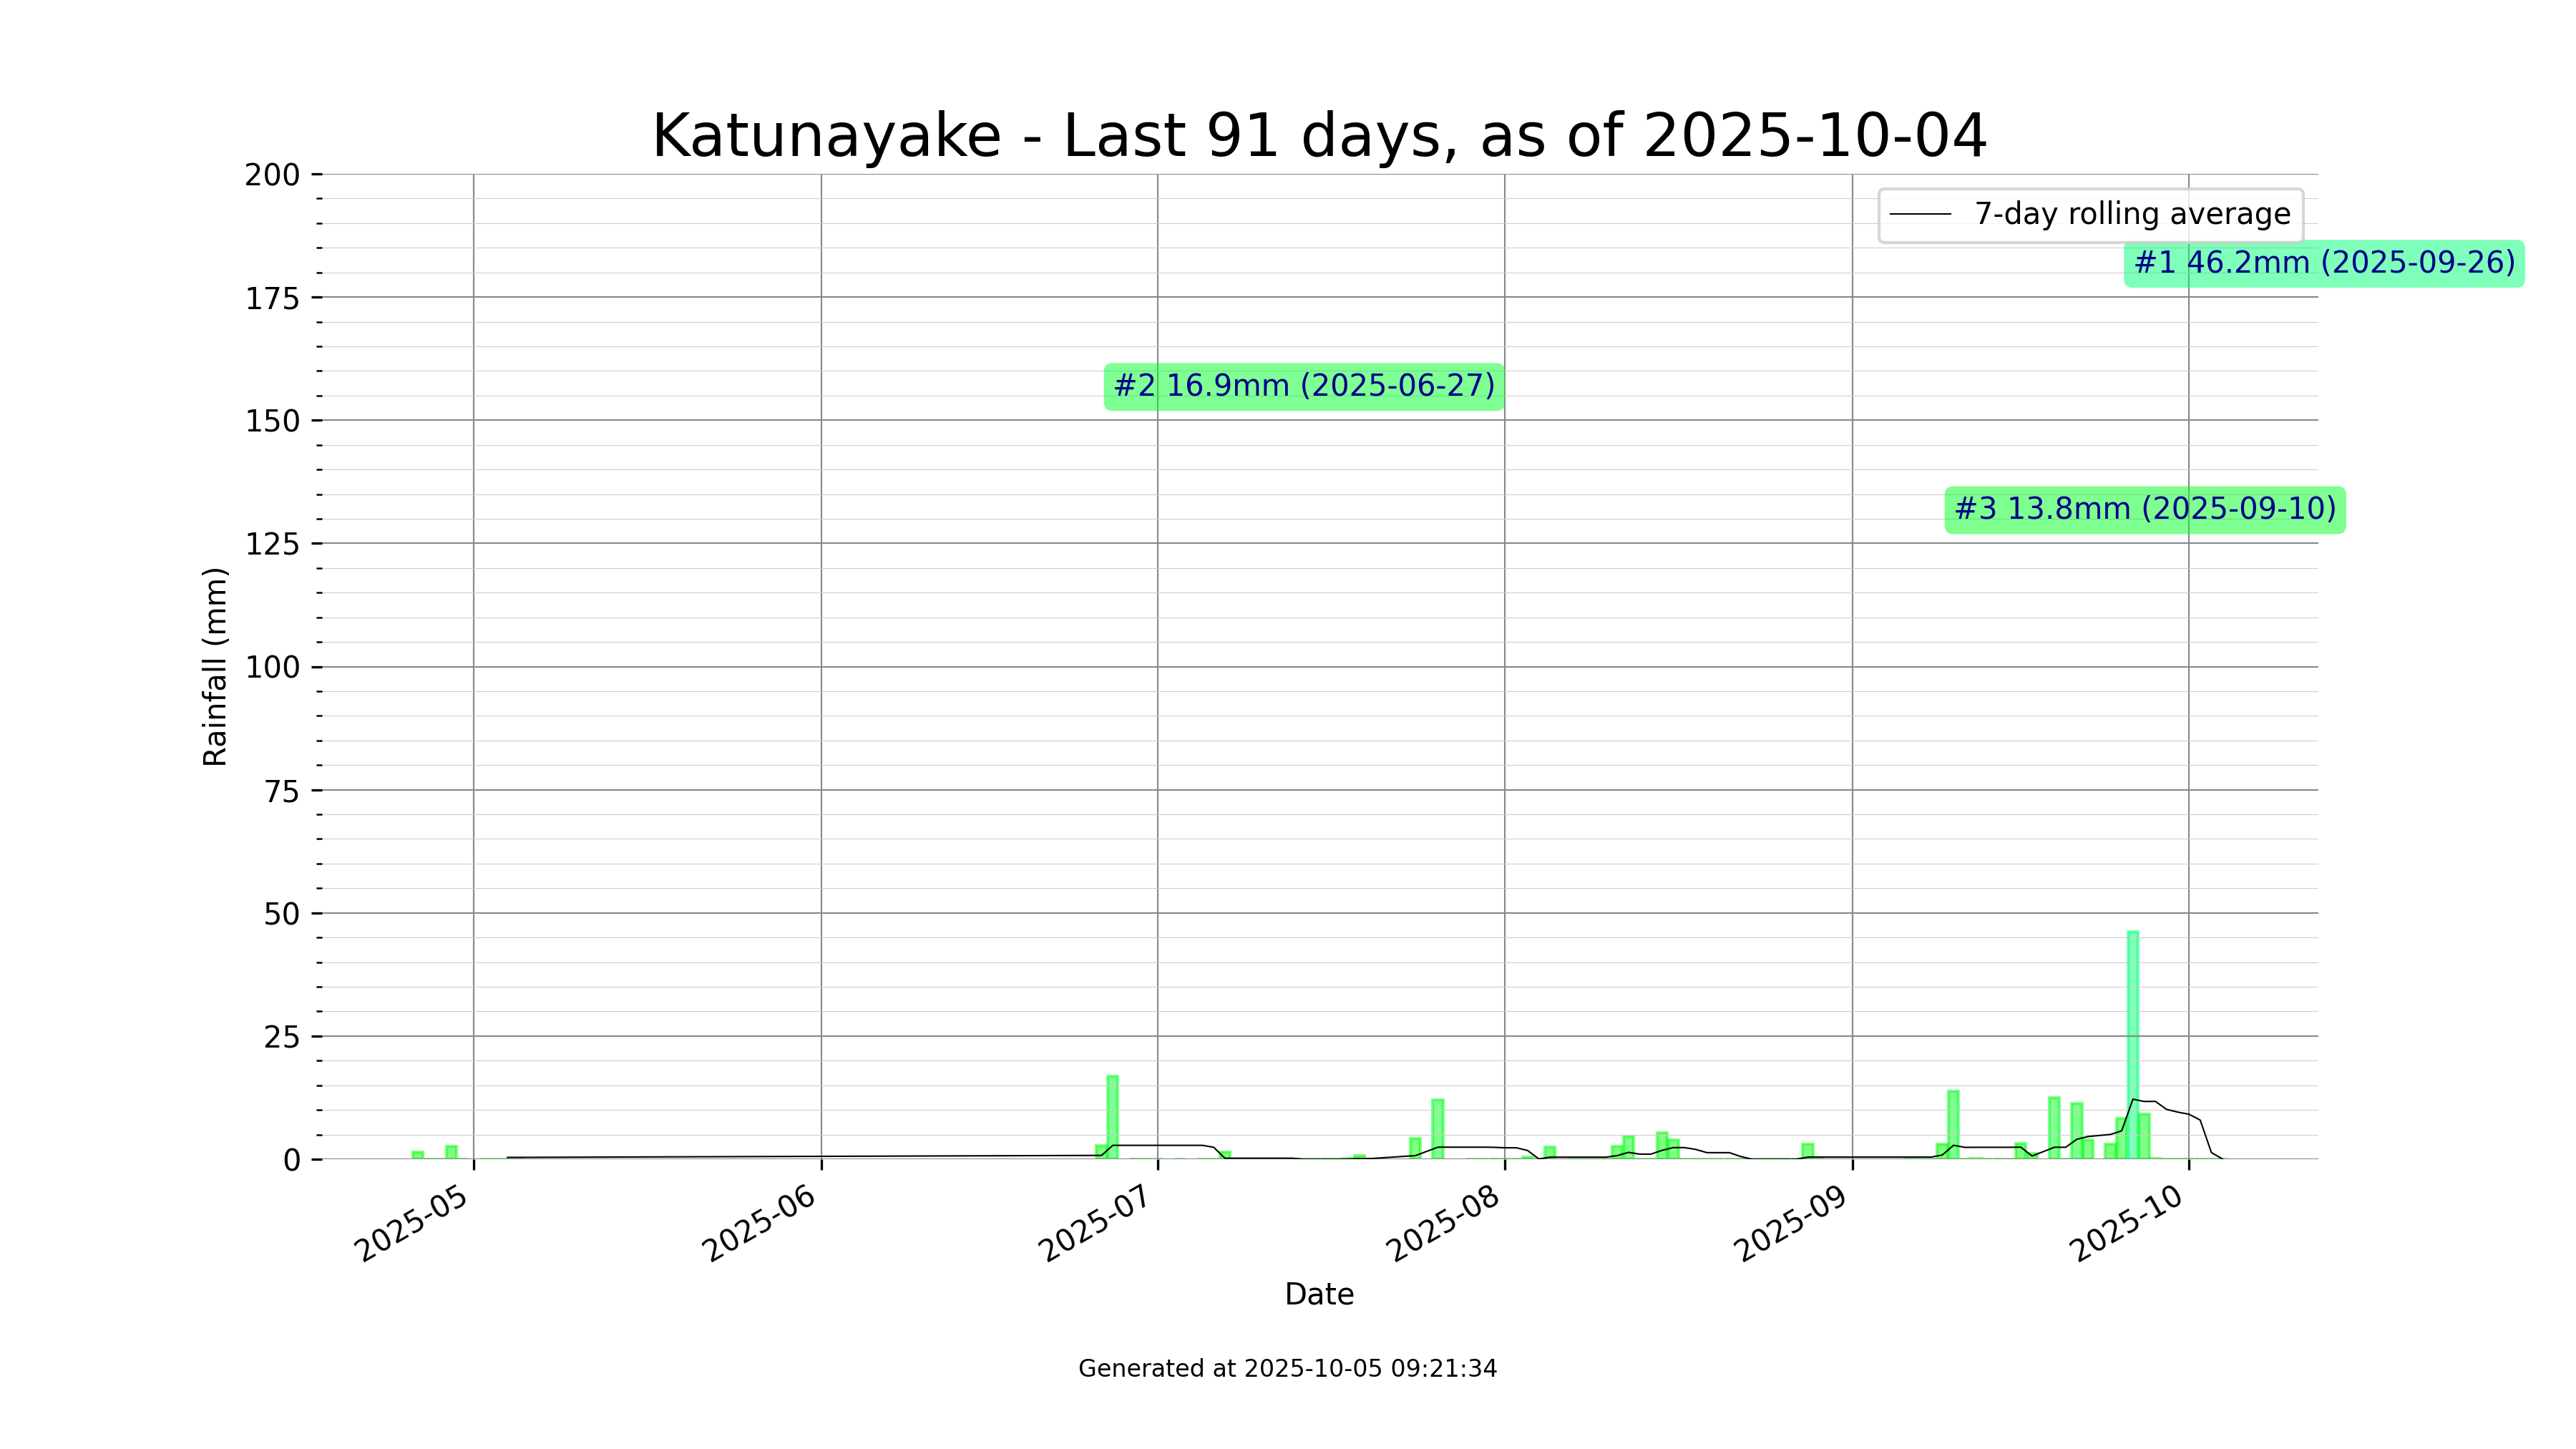 Katunayake - Last 91 days, as of 2025-10-04
200
175
150
125
100
75
50
25
0
Rainfall (mm)
7-day rolling average
#1 46.2mm (2025-09-26)
#2 16.9mm (2025-06-27)
#3 13.8mm (2025-09-10)
2025-05
2025-06
2025-07
2025-08
2025-09
2025-10
Date
Generated at 2025-10-05 09:21:34